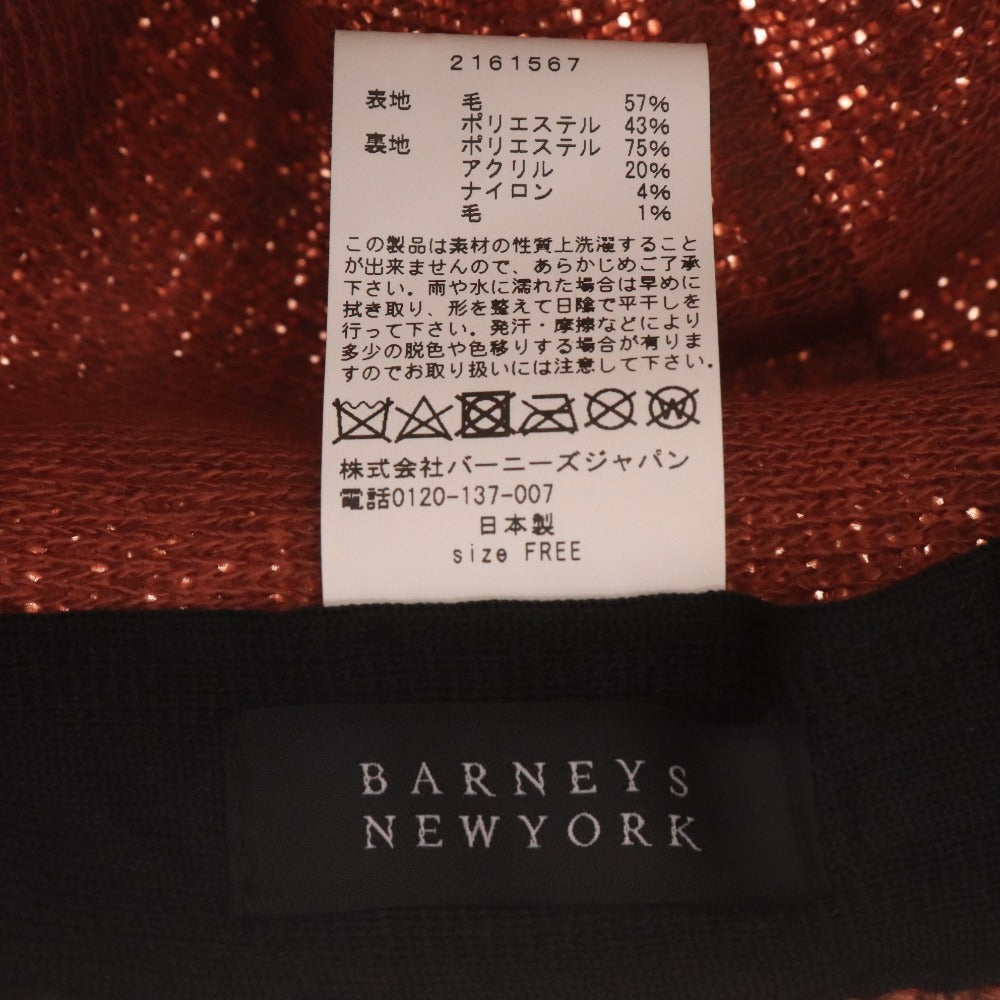 2161567
表地 毛 57%
ポリエステル 43%
裏地 ポリエステル 75%
アクリル 20%
ナイロン 4%
毛 1%
この製品は素材の性質上洗濯すること
が出来ませんので、あらかじめご了承
下さい。雨や水に濡れた場合は早めに
拭き取り、形を整えて日陰で平干しを
行って下さい。発汗・摩擦などにより
多少の脱色や色移りする場合が有りま
すのでお取り扱いには注意して下さい。
W
株式会社バーニーズジャパン
電話0120-137-007
日本製
size FREE
BARNEYS
NEWYORK